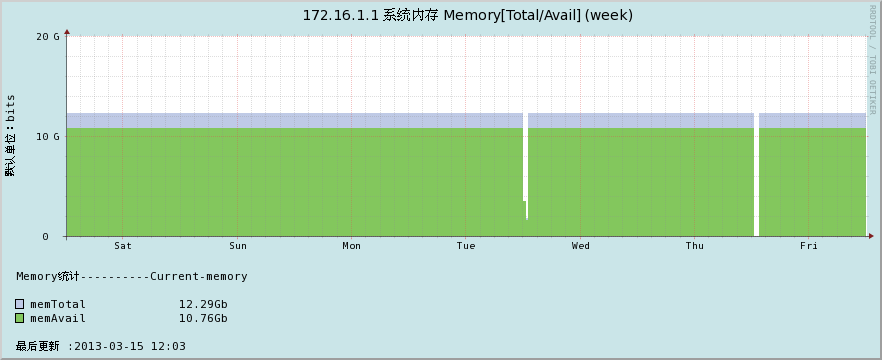 172.16.1.1 系统内存 Memory[Total/Avail] (week)
RRDTOOL / TOBI OETIKER
默认单位：bits
20 G
10 G
0
Sat Sun Mon Tue Wed Thu Fri
Memory统计----------Current-memory
memTotal 12.29Gb
memAvail 10.76Gb
最后更新 :2013-03-15 12:03